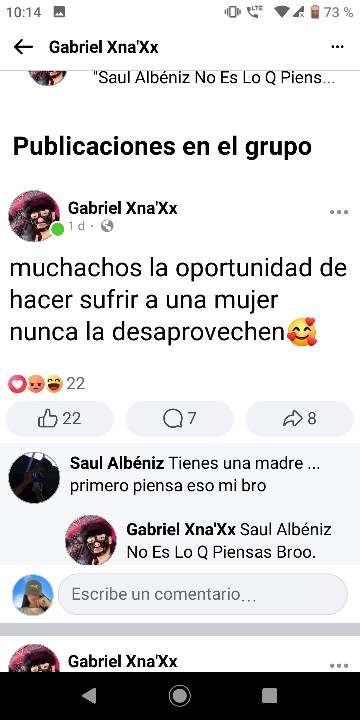 10:14
LTE
73 %
Gabriel Xna'Xx
"Saul Albéniz No Es Lo Q Piens...
Publicaciones en el grupo
Gabriel Xna'Xx
1 d ·
muchachos la oportunidad de
hacer sufrir a una mujer
nunca la desaprovechen🥰
22
22
7
8
Saul Albéniz Tienes una madre ...
primero piensa eso mi bro
Gabriel Xna'Xx Saul Albéniz
No Es Lo Q Piensas Broo.
Escribe un comentario...
Gabriel Xna'Xx